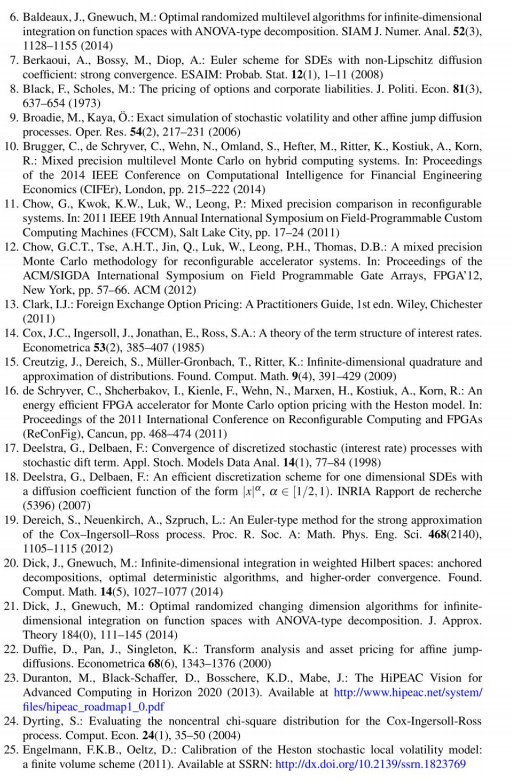 6. Baldeaux, J., Gnewuch, M.: Optimal randomized multilevel algorithms for infinite-dimensional
integration on function spaces with ANOVA-type decomposition. SIAM J. Numer. Anal. 52(3),
1128–1155 (2014)
7. Berkaoui, A., Bossy, M., Diop, A.: Euler scheme for SDEs with non-Lipschitz diffusion
coefficient: strong convergence. ESAIM: Probab. Stat. 12(1), 1–11 (2008)
8. Black, F., Scholes, M.: The pricing of options and corporate liabilities. J. Politi. Econ. 81(3),
637–654 (1973)
9. Broadie, M., Kaya, Ö.: Exact simulation of stochastic volatility and other affine jump diffusion
processes. Oper. Res. 54(2), 217–231 (2006)
10. Brugger, C., de Schryver, C., Wehn, N., Omland, S., Hefter, M., Ritter, K., Kostiuk, A., Korn,
R.: Mixed precision multilevel Monte Carlo on hybrid computing systems. In: Proceedings
of the 2014 IEEE Conference on Computational Intelligence for Financial Engineering
Economics (CIFEr), London, pp. 215–222 (2014)
11. Chow, G., Kwok, K.W., Luk, W., Leong, P.: Mixed precision comparison in reconfigurable
systems. In: 2011 IEEE 19th Annual International Symposium on Field-Programmable Custom
Computing Machines (FCCM), Salt Lake City, pp. 17–24 (2011)
12. Chow, G.C.T., Tse, A.H.T., Jin, Q., Luk, W., Leong, P.H., Thomas, D.B.: A mixed precision
Monte Carlo methodology for reconfigurable accelerator systems. In: Proceedings of the
ACM/SIGDA International Symposium on Field Programmable Gate Arrays, FPGA'12,
New York, pp. 57–66. ACM (2012)
13. Clark, I.J.: Foreign Exchange Option Pricing: A Practitioners Guide, 1st edn. Wiley, Chichester
(2011)
14. Cox, J.C., Ingersoll, J., Jonathan, E., Ross, S.A.: A theory of the term structure of interest rates.
Econometrica 53(2), 385–407 (1985)
15. Creutzig, J., Dereich, S., Müller-Gronbach, T., Ritter, K.: Infinite-dimensional quadrature and
approximation of distributions. Found. Comput. Math. 9(4), 391–429 (2009)
16. de Schryver, C., Shcherbakov, I., Kienle, F., Wehn, N., Marxen, H., Kostiuk, A., Korn, R.: An
energy efficient FPGA accelerator for Monte Carlo option pricing with the Heston model. In:
Proceedings of the 2011 International Conference on Reconfigurable Computing and FPGAs
(ReConFig), Cancun, pp. 468–474 (2011)
17. Deelstra, G., Delbaen, F.: Convergence of discretized stochastic (interest rate) processes with
stochastic dift term. Appl. Stoch. Models Data Anal. 14(1), 77–84 (1998)
18. Deelstra, G., Delbaen, F.: An efficient discretization scheme for one dimensional SDEs with
a diffusion coefficient function of the form |x|^α, α ∈ [1/2, 1). INRIA Rapport de recherche
(5396) (2007)
19. Dereich, S., Neuenkirch, A., Szpruch, L.: An Euler-type method for the strong approximation
of the Cox–Ingersoll–Ross process. Proc. R. Soc. A: Math. Phys. Eng. Sci. 468(2140),
1105–1115 (2012)
20. Dick, J., Gnewuch, M.: Infinite-dimensional integration in weighted Hilbert spaces: anchored
decompositions, optimal deterministic algorithms, and higher-order convergence. Found.
Comput. Math. 14(5), 1027–1077 (2014)
21. Dick, J., Gnewuch, M.: Optimal randomized changing dimension algorithms for infinite-
dimensional integration on function spaces with ANOVA-type decomposition. J. Approx.
Theory 184(0), 111–145 (2014)
22. Duffie, D., Pan, J., Singleton, K.: Transform analysis and asset pricing for affine jump-
diffusions. Econometrica 68(6), 1343–1376 (2000)
23. Duranton, M., Black-Schaffer, D., Bosschere, K.D., Mabe, J.: The HiPEAC Vision for
Advanced Computing in Horizon 2020 (2013). Available at http://www.hipeac.net/system/
files/hipeac_roadmap1_0.pdf
24. Dyrting, S.: Evaluating the noncentral chi-square distribution for the Cox-Ingersoll-Ross
process. Comput. Econ. 24(1), 35–50 (2004)
25. Engelmann, F.K.B., Oeltz, D.: Calibration of the Heston stochastic local volatility model:
a finite volume scheme (2011). Available at SSRN: http://dx.doi.org/10.2139/ssrn.1823769